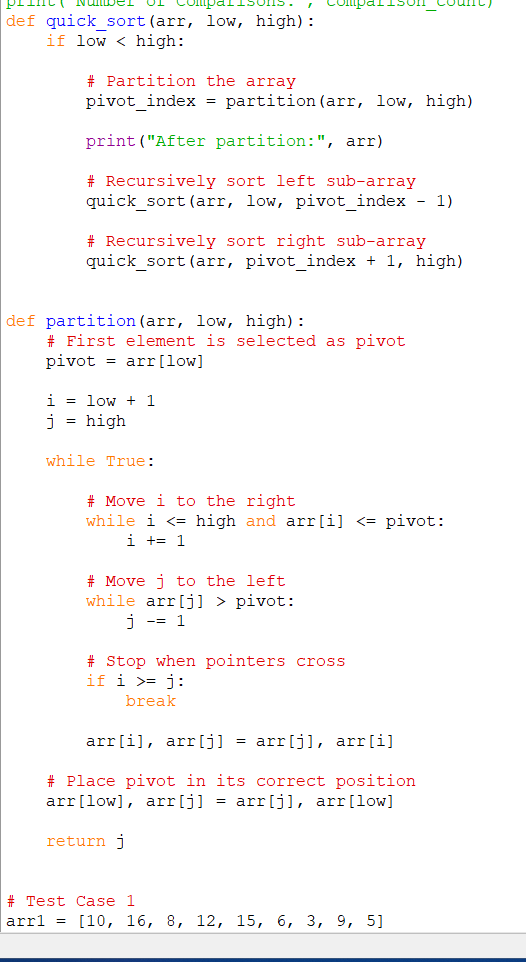 print("Number of Comparisons:", comparison_count)
def quick_sort(arr, low, high):
    if low < high:

        # Partition the array
        pivot_index = partition(arr, low, high)

        print("After partition:", arr)

        # Recursively sort left sub-array
        quick_sort(arr, low, pivot_index - 1)

        # Recursively sort right sub-array
        quick_sort(arr, pivot_index + 1, high)


def partition(arr, low, high):
    # First element is selected as pivot
    pivot = arr[low]

    i = low + 1
    j = high

    while True:

        # Move i to the right
        while i <= high and arr[i] <= pivot:
            i += 1

        # Move j to the left
        while arr[j] > pivot:
            j -= 1

        # Stop when pointers cross
        if i >= j:
            break

        arr[i], arr[j] = arr[j], arr[i]

    # Place pivot in its correct position
    arr[low], arr[j] = arr[j], arr[low]

    return j


# Test Case 1
arr1 = [10, 16, 8, 12, 15, 6, 3, 9, 5]